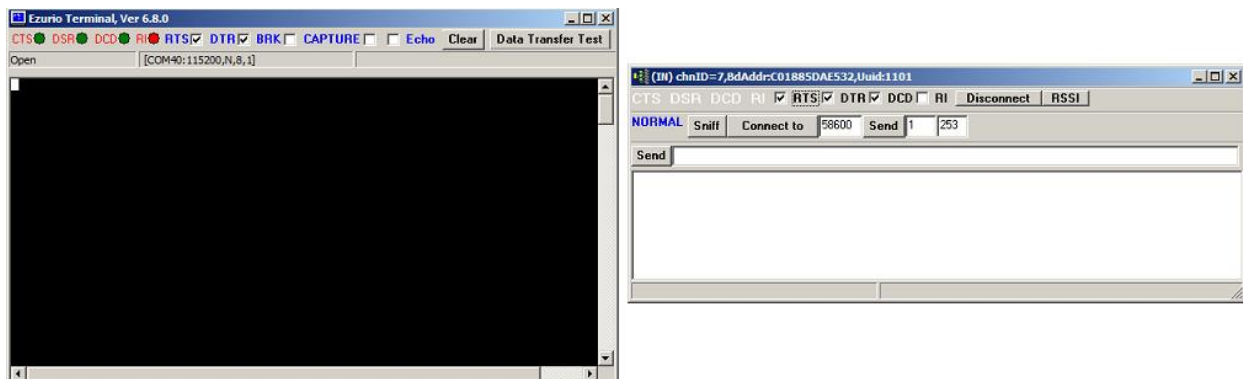 Ezurio Terminal, Ver 6.8.0
CTS DSR DCD RI RTS DTR BRK CAPTURE Echo Clear Data Transfer Test
Open [COM40:115200,N,8,1]
(IN) chnID=7,BdAddr:C01885DAE532,Uuid:1101
CTS DSR DCD RI RTS DTR DCD RI Disconnect RSSI
NORMAL Sniff Connect to 58600 Send 1 253
Send